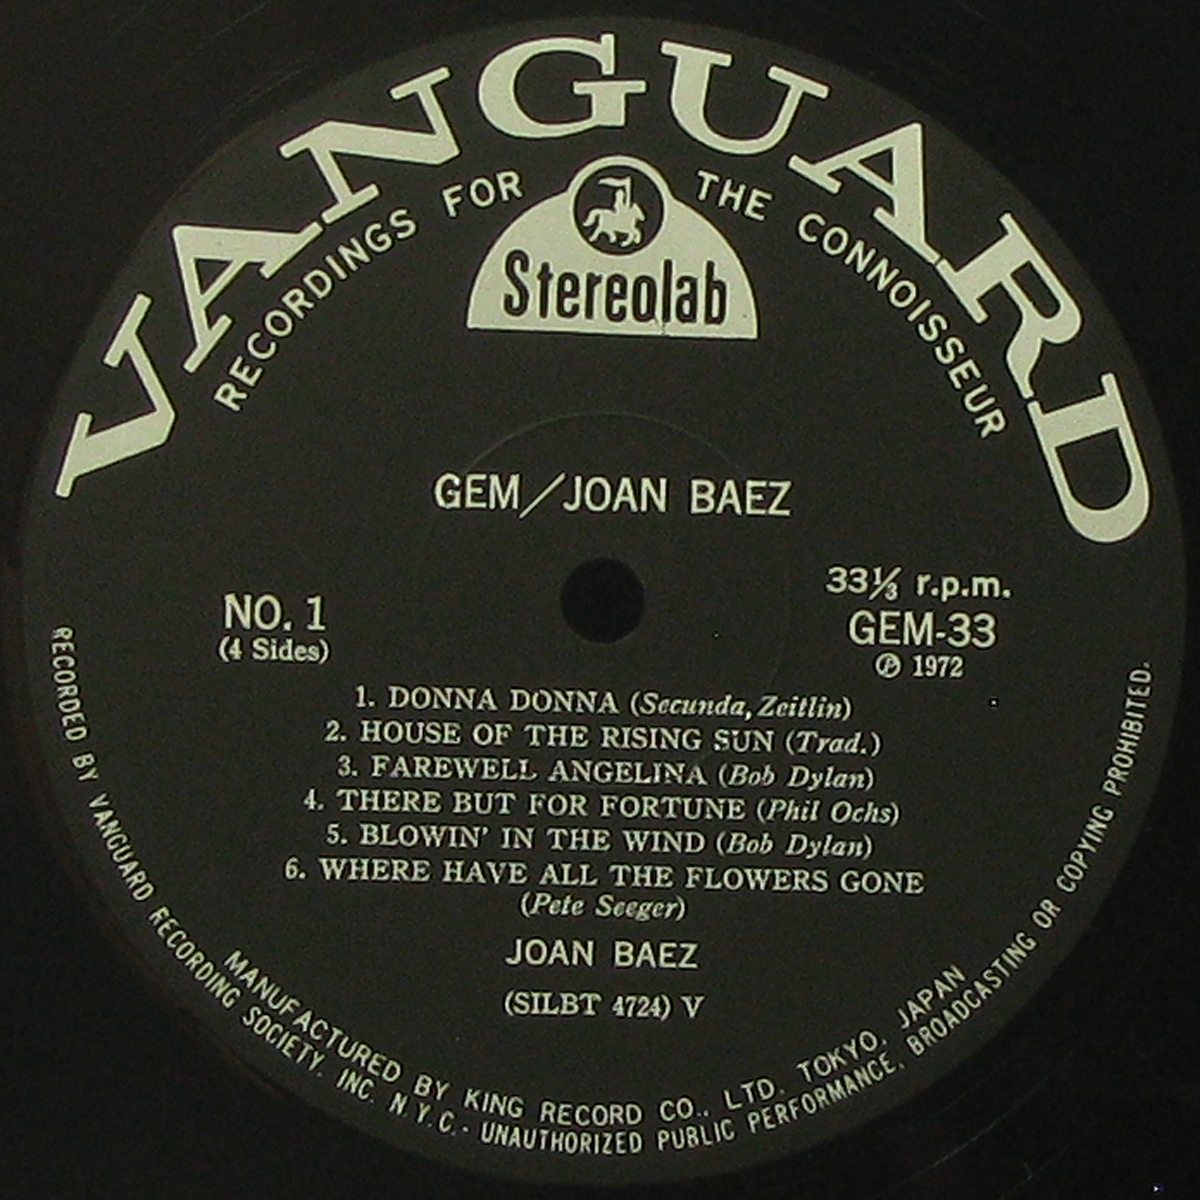 VANGUARD
RECORDINGS FOR THE CONNOISSEUR
Stereolab
GEM/JOAN BAEZ
NO. 1
(4 Sides)
33⅓ r.p.m.
GEM-33
Ⓟ 1972
1. DONNA DONNA (Secunda, Zeitlin)
2. HOUSE OF THE RISING SUN (Trad.)
3. FAREWELL ANGELINA (Bob Dylan)
4. THERE BUT FOR FORTUNE (Phil Ochs)
5. BLOWIN' IN THE WIND (Bob Dylan)
6. WHERE HAVE ALL THE FLOWERS GONE
(Pete Seeger)
JOAN BAEZ
(SILBT 4724) V
MANUFACTURED BY KING RECORD CO., LTD. TOKYO, JAPAN
RECORDED BY VANGUARD RECORDING SOCIETY, INC. N.Y.C. - UNAUTHORIZED PUBLIC PERFORMANCE, BROADCASTING OR COPYING PROHIBITED.